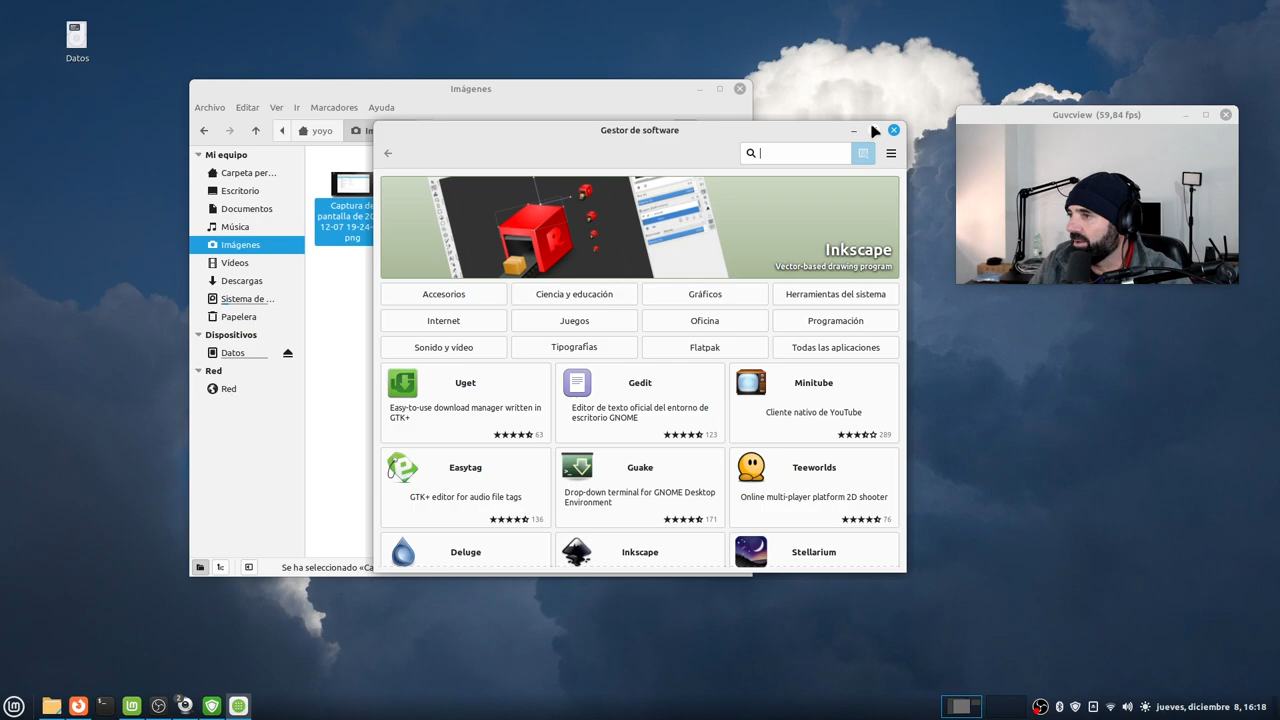 Datos
Imágenes
Archivo Editar Ver Ir Marcadores Ayuda
yoyo
Mi equipo
Carpeta per...
Escritorio
Documentos
Música
Imágenes
Vídeos
Descargas
Sistema de ...
Papelera
Dispositivos
Datos
Red
Red
Captura de
pantalla de 20
12-07 19-24-
png
Se ha seleccionado «Ca
Gestor de software
Inkscape
Vector-based drawing program
Accesorios Ciencia y educación Gráficos Herramientas del sistema
Internet Juegos Oficina Programación
Sonido y vídeo Tipografías Flatpak Todas las aplicaciones
Uget
Easy-to-use download manager written in
GTK+
63
Gedit
Editor de texto oficial del entorno de
escritorio GNOME
123
Minitube
Cliente nativo de YouTube
289
Easytag
GTK+ editor for audio file tags
136
Guake
Drop-down terminal for GNOME Desktop
Environment
171
Teeworlds
Online multi-player platform 2D shooter
76
Deluge
Inkscape
Stellarium
Guvcview (59,84 fps)
2
jueves, diciembre 8, 16:18